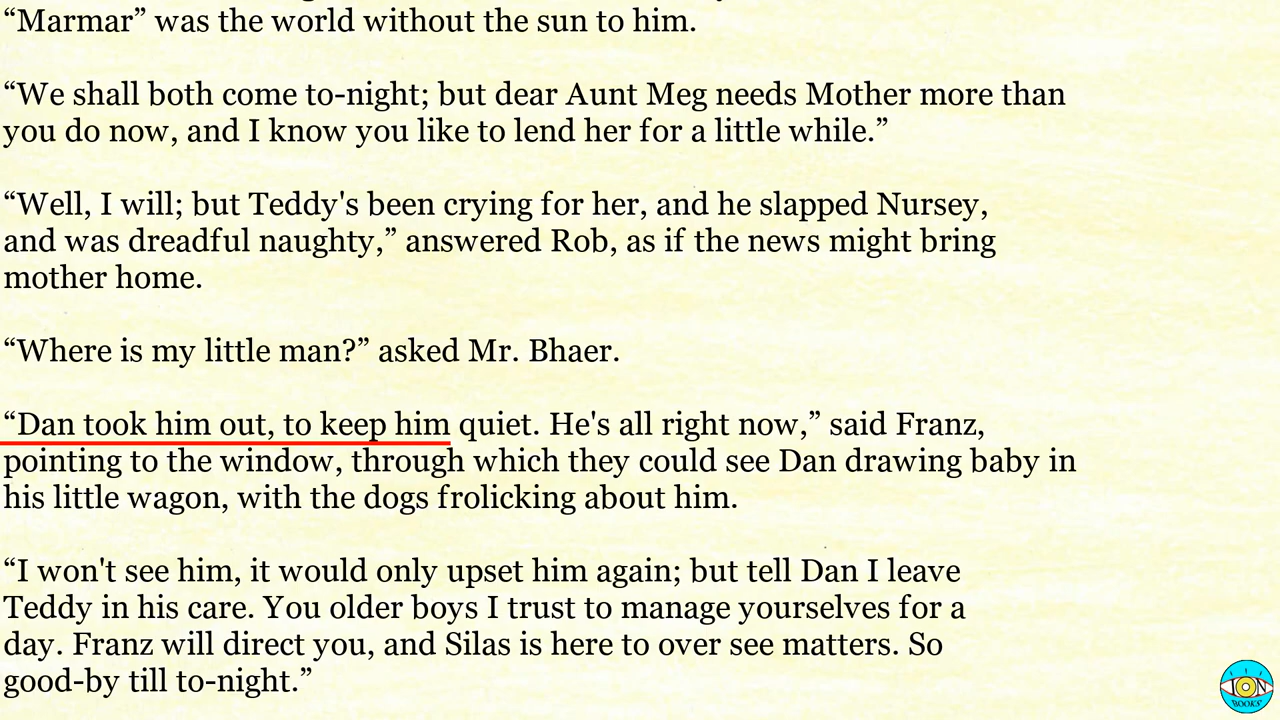 “Marmar” was the world without the sun to him.
“We shall both come to-night; but dear Aunt Meg needs Mother more than
you do now, and I know you like to lend her for a little while.”
“Well, I will; but Teddy's been crying for her, and he slapped Nursey,
and was dreadful naughty,” answered Rob, as if the news might bring
mother home.
“Where is my little man?” asked Mr. Bhaer.
“Dan took him out, to keep him quiet. He's all right now,” said Franz,
pointing to the window, through which they could see Dan drawing baby in
his little wagon, with the dogs frolicking about him.
“I won't see him, it would only upset him again; but tell Dan I leave
Teddy in his care. You older boys I trust to manage yourselves for a
day. Franz will direct you, and Silas is here to over see matters. So
good-by till to-night.”
ION
BOOKS